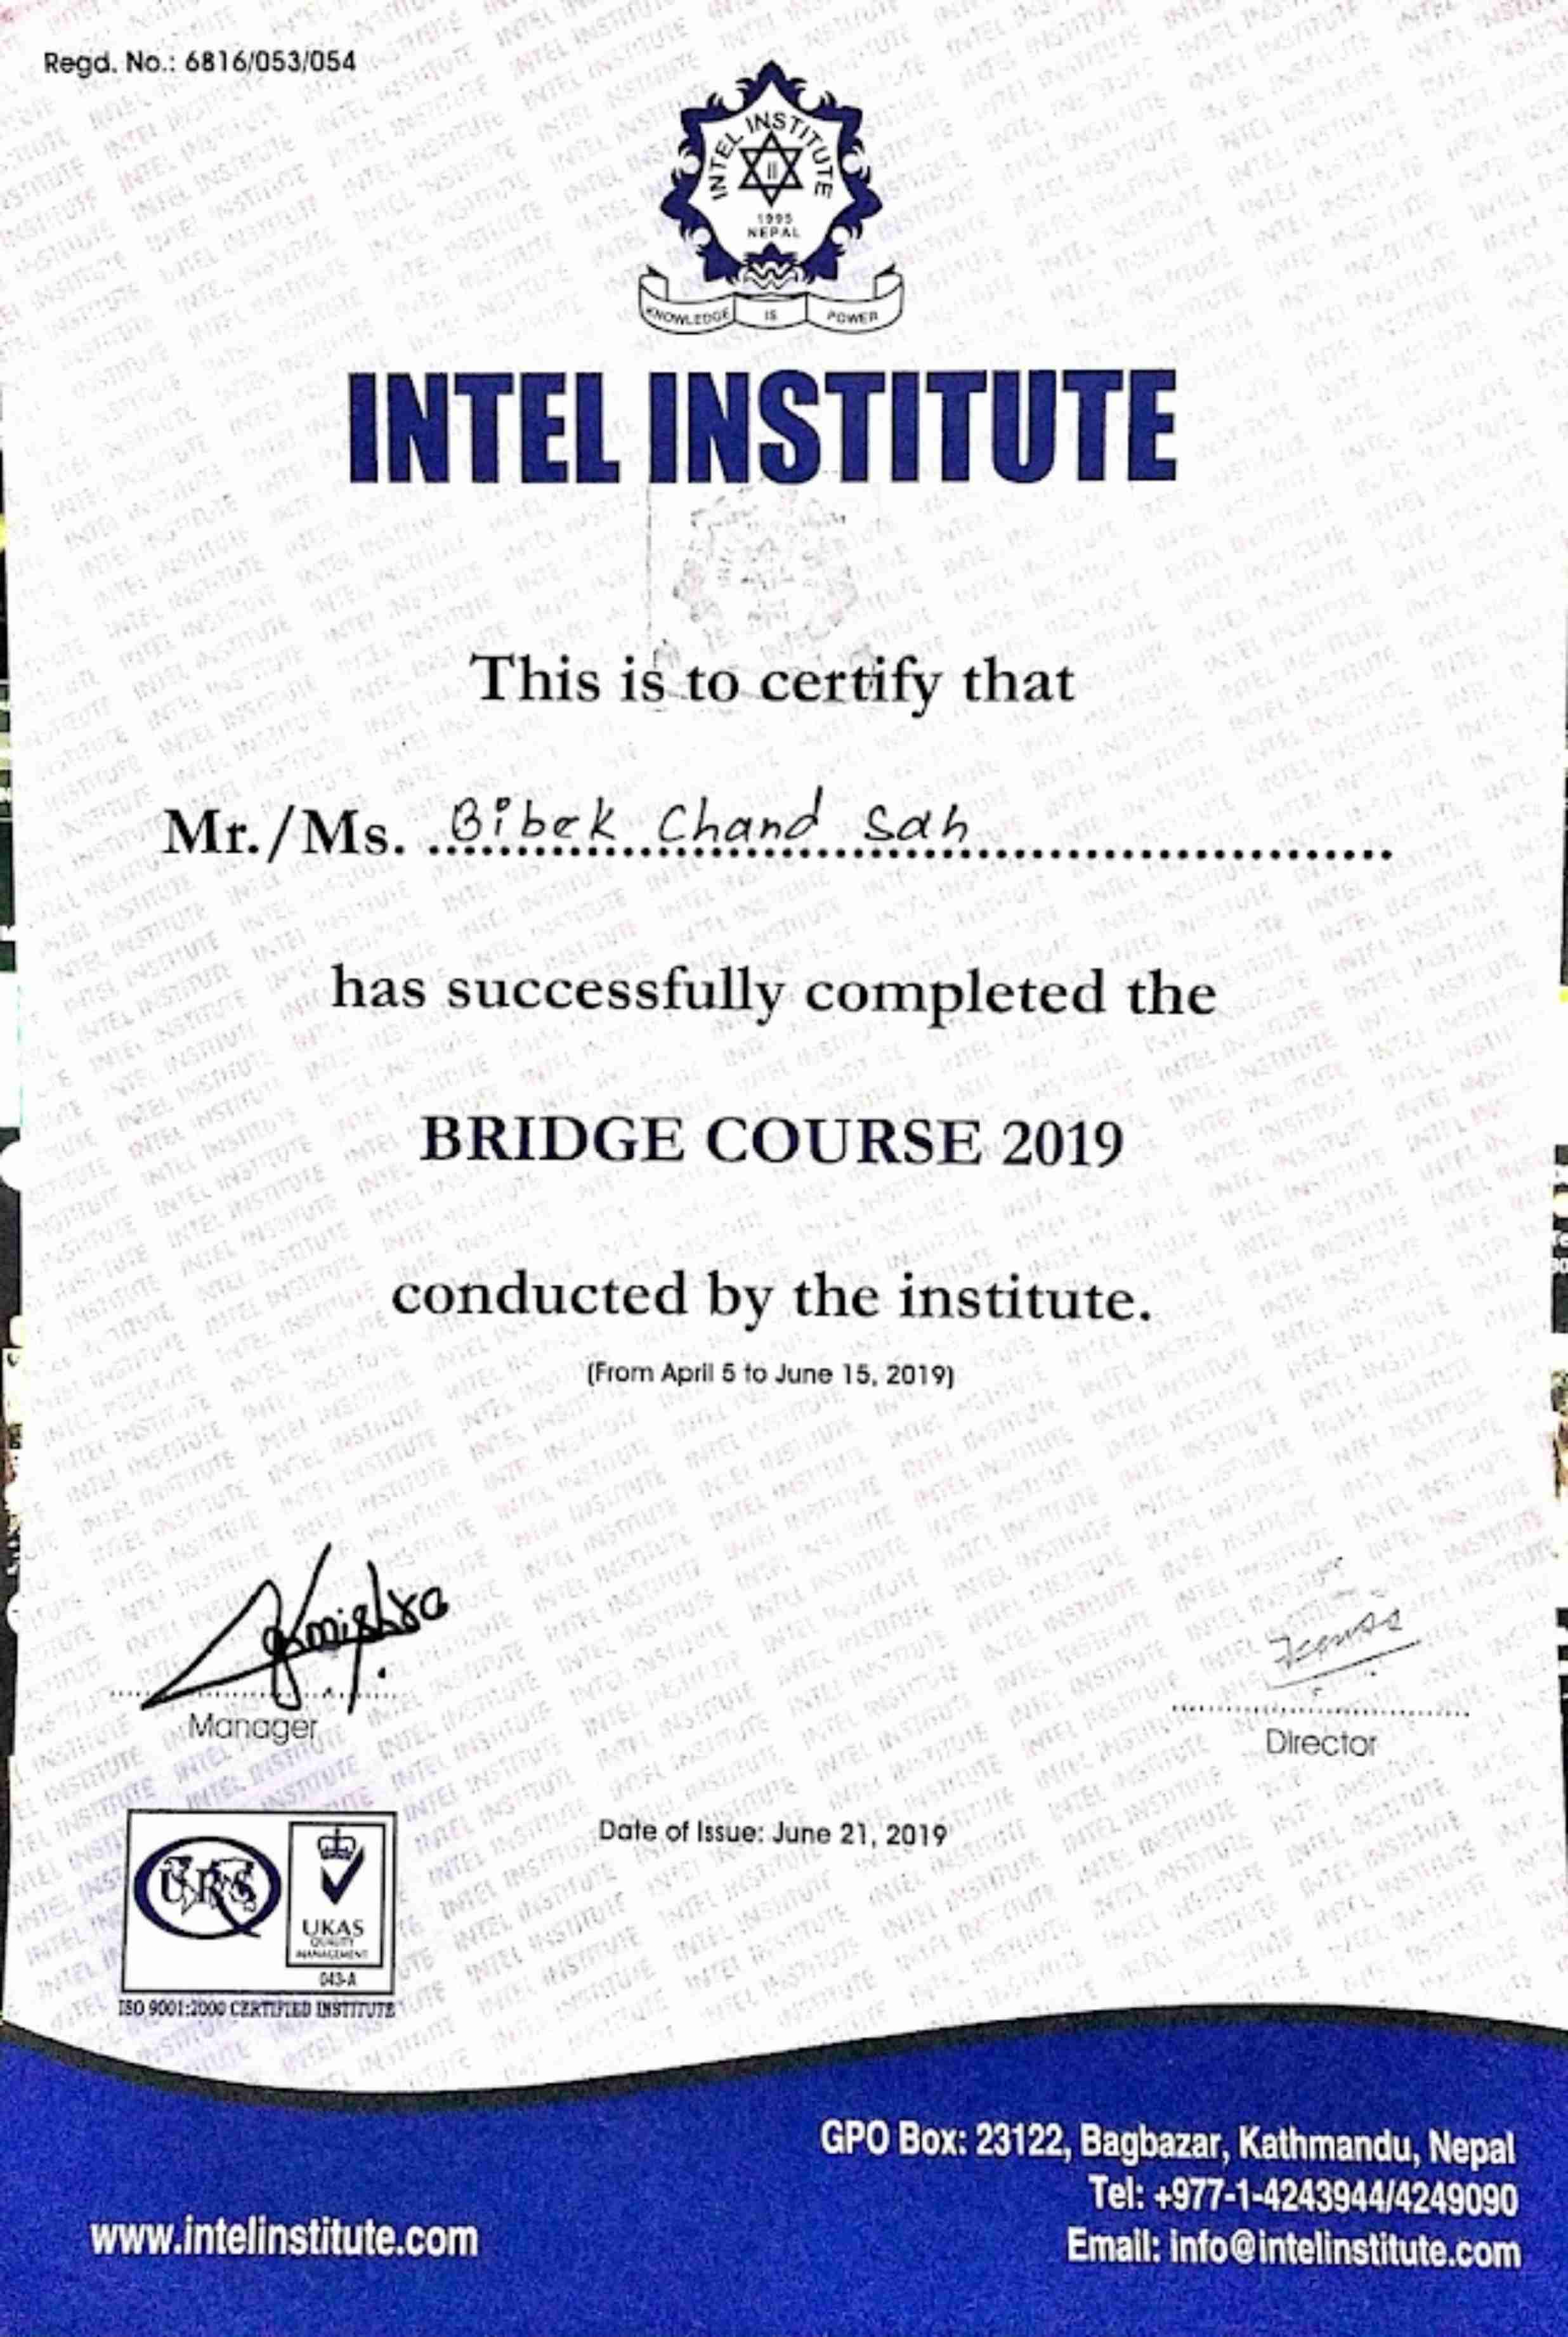 Regd. No.: 6816/053/054
INTEL INSTITUTE
II
1995
NEPAL
KNOWLEDGE IS POWER
INTEL INSTITUTE
This is to certify that
Mr./Ms. Bibek Chand Sah
has successfully completed the
BRIDGE COURSE 2019
conducted by the institute.
(From April 5 to June 15, 2019)
Manager
Director
Date of Issue: June 21, 2019
URS
UKAS
QUALITY
MANAGEMENT
043-A
ISO 9001:2000 CERTIFIED INSTITUTE
GPO Box: 23122, Bagbazar, Kathmandu, Nepal
Tel: +977-1-4243944/4249090
www.intelinstitute.com
Email: info@intelinstitute.com